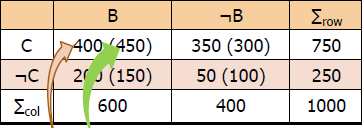 B ¬B Σrow
C 400 (450) 350 (300) 750
¬C 200 (150) 50 (100) 250
Σcol 600 400 1000